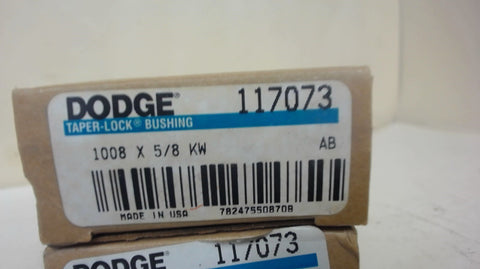 DODGE® 117073
TAPER-LOCK® BUSHING
1008 X 5/8 KW AB
MADE IN USA 782475508708
DODGE® 117073